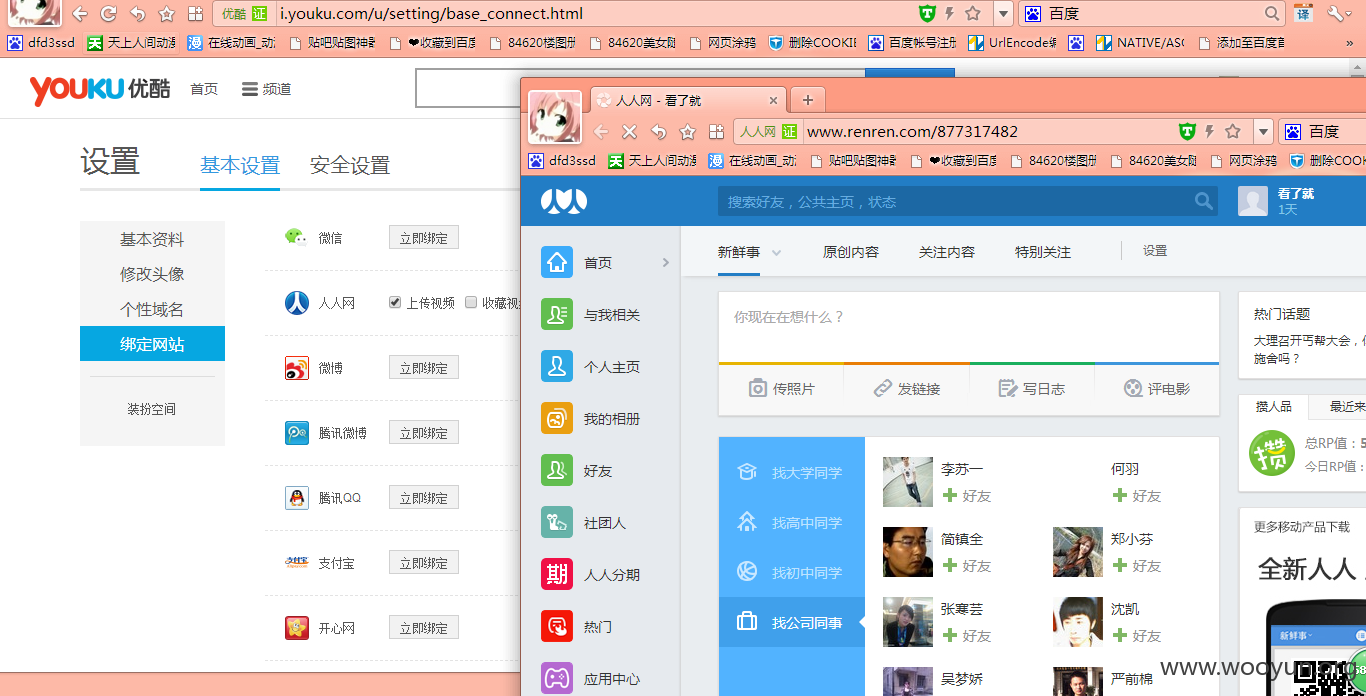 优酷 证 i.youku.com/u/setting/base_connect.html 百度 译
dfd3ssd 天上人间动漫 在线动画_动 贴吧贴图神器 ❤收藏到百度 84620楼图册 84620美女随 网页涂鸦 删除COOKIE 百度帐号注册 UrlEncode编 NATIVE/ASC 添加至百度首 »
YOUKU 优酷 首页 频道
设置 基本设置 安全设置
基本资料
修改头像
个性域名
绑定网站
装扮空间
微信 立即绑定
人人网 上传视频 收藏视
微博 立即绑定
腾讯微博 立即绑定
腾讯QQ 立即绑定
支付宝 立即绑定
开心网 立即绑定
人人网 - 看了就 × +
人人网 证 www.renren.com/877317482 百度
dfd3ssd 天上人间动漫 在线动画_动 贴吧贴图神器 ❤收藏到百度 84620楼图册 84620美女随 网页涂鸦 删除COOK
搜索好友，公共主页，状态
看了就
1天
首页
与我相关
个人主页
我的相册
好友
社团人
期 人人分期
热门
应用中心
新鲜事 原创内容 关注内容 特别关注 设置
你现在在想什么？
传照片 发链接 写日志 评电影
找大学同学
找高中同学
找初中同学
找公司同事
李苏一 何羽
好友 好友
简镇全 郑小芬
好友 好友
张寒芸 沈凯
好友 好友
吴梦娇 严前棉
热门话题
大理召开丐帮大会，
施舍吗？
攒人品 最近来
攒 总RP值：5
今日RP值：
更多移动产品下载
全新人人
新鲜事
www.wooyun.org